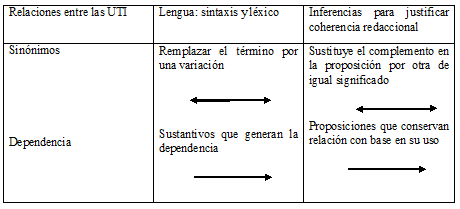 Relaciones entre las UTI
Lengua: sintaxis y léxico
Inferencias para justificar
coherencia redaccional
Sinónimos
Remplazar el término por
una variación
Sustituye el complemento en
la proposición por otra de
igual significado
Dependencia
Sustantivos que generan la
dependencia
Proposiciones que conservan
relación con base en su uso